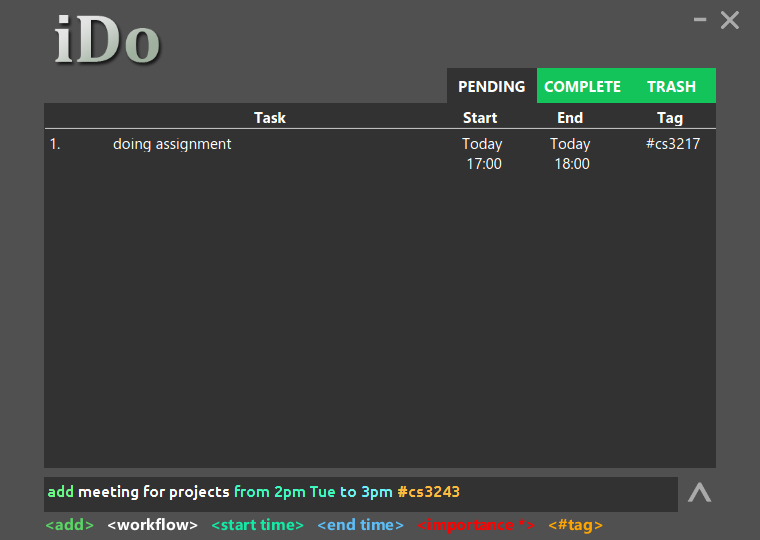 iDo
PENDING COMPLETE TRASH
Task Start End Tag
1. doing assignment Today Today #cs3217
17:00 18:00
add meeting for projects from 2pm Tue to 3pm #cs3243
<add> <workflow> <start time> <end time> <importance *> <#tag>